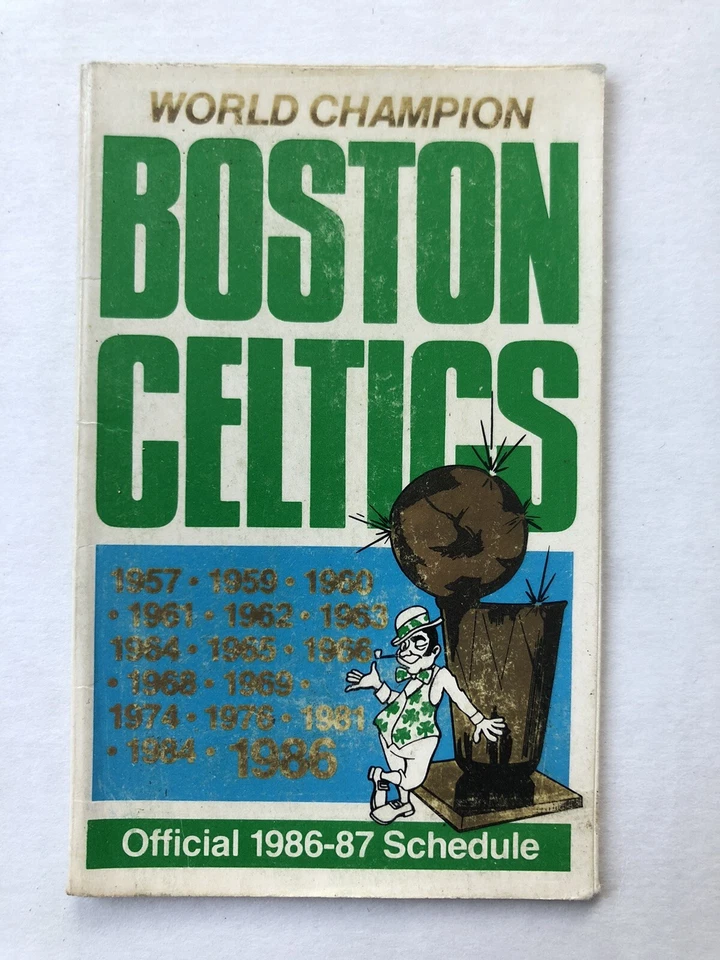 WORLD CHAMPION
BOSTON
CELTICS
1957 • 1959 • 1960
• 1961 • 1962 • 1963
1964 • 1965 • 1966
• 1968 • 1969 •
1974 • 1976 • 1981
• 1984 • 1986
Official 1986-87 Schedule